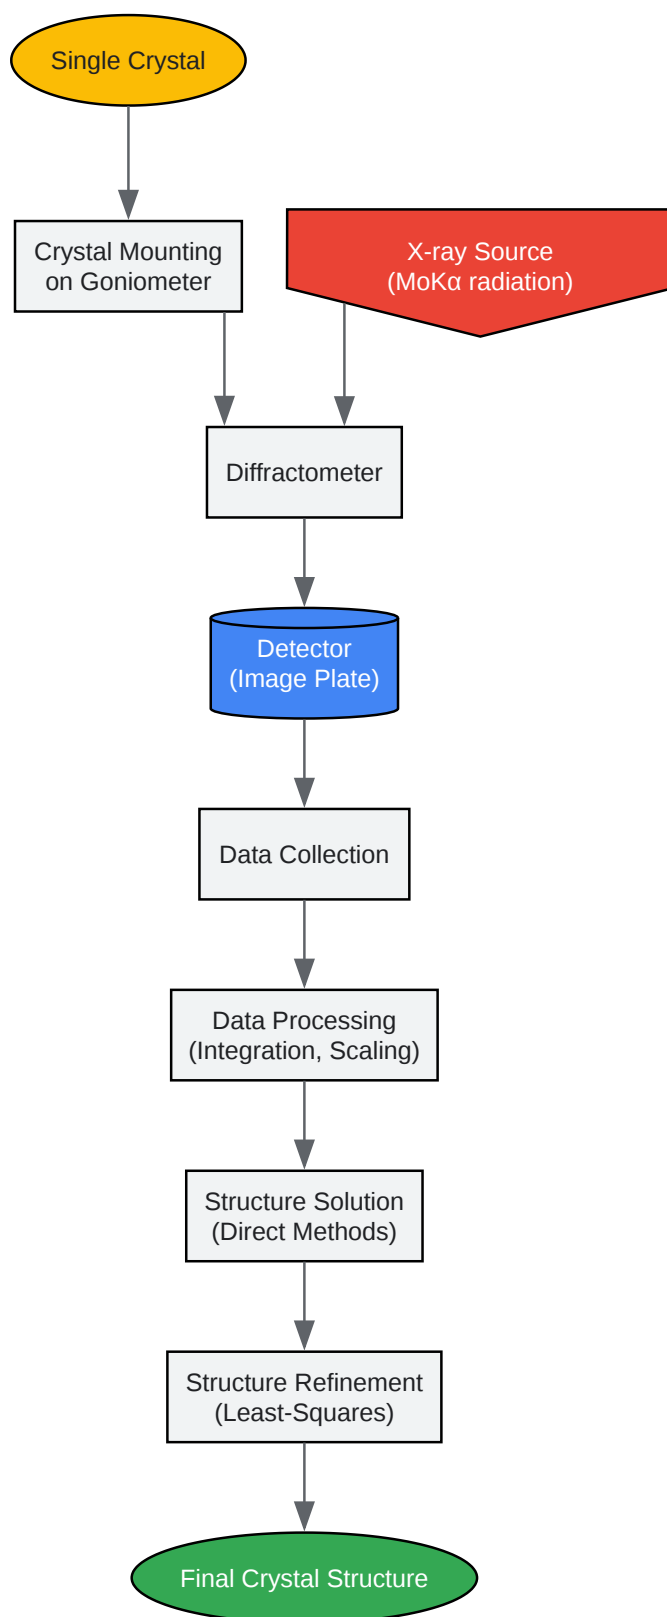 Single Crystal
Crystal Mounting
on Goniometer
X-ray Source
(MoKα radiation)
Diffractometer
Detector
(Image Plate)
Data Collection
Data Processing
(Integration, Scaling)
Structure Solution
(Direct Methods)
Structure Refinement
(Least-Squares)
Final Crystal Structure